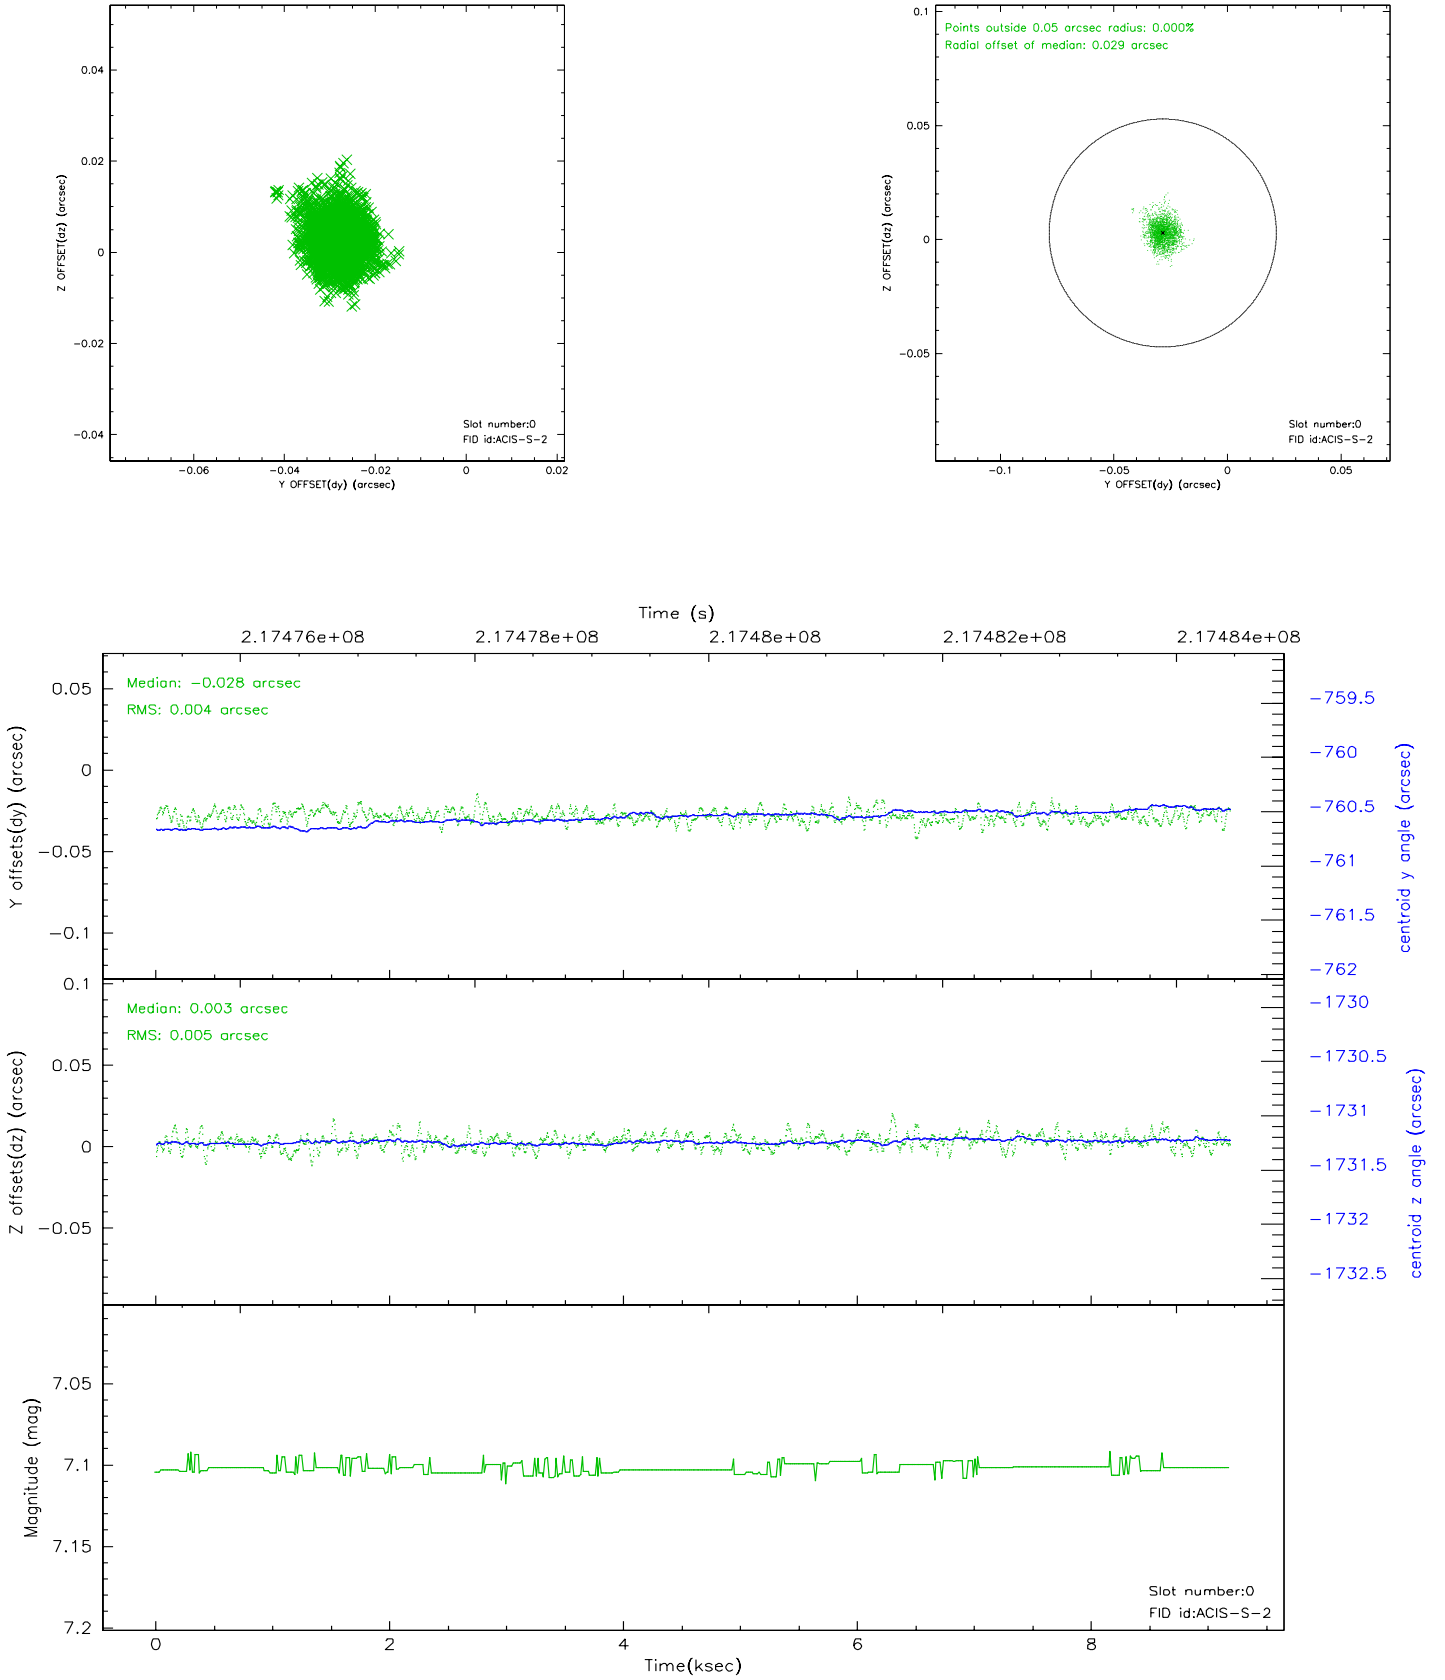 0.04
0.02
0
−0.02
−0.04
Z OFFSET(dz) (arcsec)
Slot number:0
FID id:ACIS−S−2
−0.06 −0.04 −0.02 0 0.02
Y OFFSET(dy) (arcsec)
0.1
0.05
0
−0.05
Z OFFSET(dz) (arcsec)
Points outside 0.05 arcsec radius: 0.000%
Radial offset of median: 0.029 arcsec
Slot number:0
FID id:ACIS−S−2
−0.1 −0.05 0 0.05
Y OFFSET(dy) (arcsec)
Time (s)
2.17476e+08 2.17478e+08 2.1748e+08 2.17482e+08 2.17484e+08
0.05
0
−0.05
−0.1
Y offsets(dy) (arcsec)
Median: −0.028 arcsec
RMS: 0.004 arcsec
−759.5
−760
−760.5
−761
−761.5
−762
centroid y angle (arcsec)
0.1
0.05
0
−0.05
Z offsets(dz) (arcsec)
Median: 0.003 arcsec
RMS: 0.005 arcsec
−1730
−1730.5
−1731
−1731.5
−1732
−1732.5
centroid z angle (arcsec)
7.05
7.1
7.15
7.2
Magnitude (mag)
Slot number:0
FID id:ACIS−S−2
0 2 4 6 8
Time(ksec)